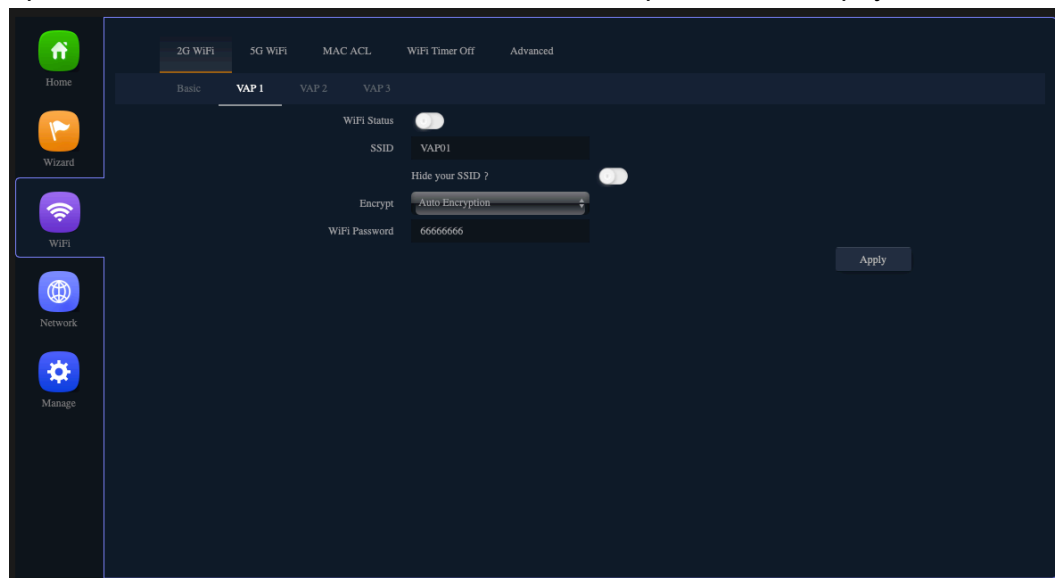 2G WiFi 5G WiFi MAC ACL WiFi Timer Off Advanced
Home
Basic VAP 1 VAP 2 VAP 3
WiFi Status
SSID VAP01
Wizard
Hide your SSID ?
Encrypt Auto Encryption
WiFi Password 66666666
WiFi
Apply
Network
Manage